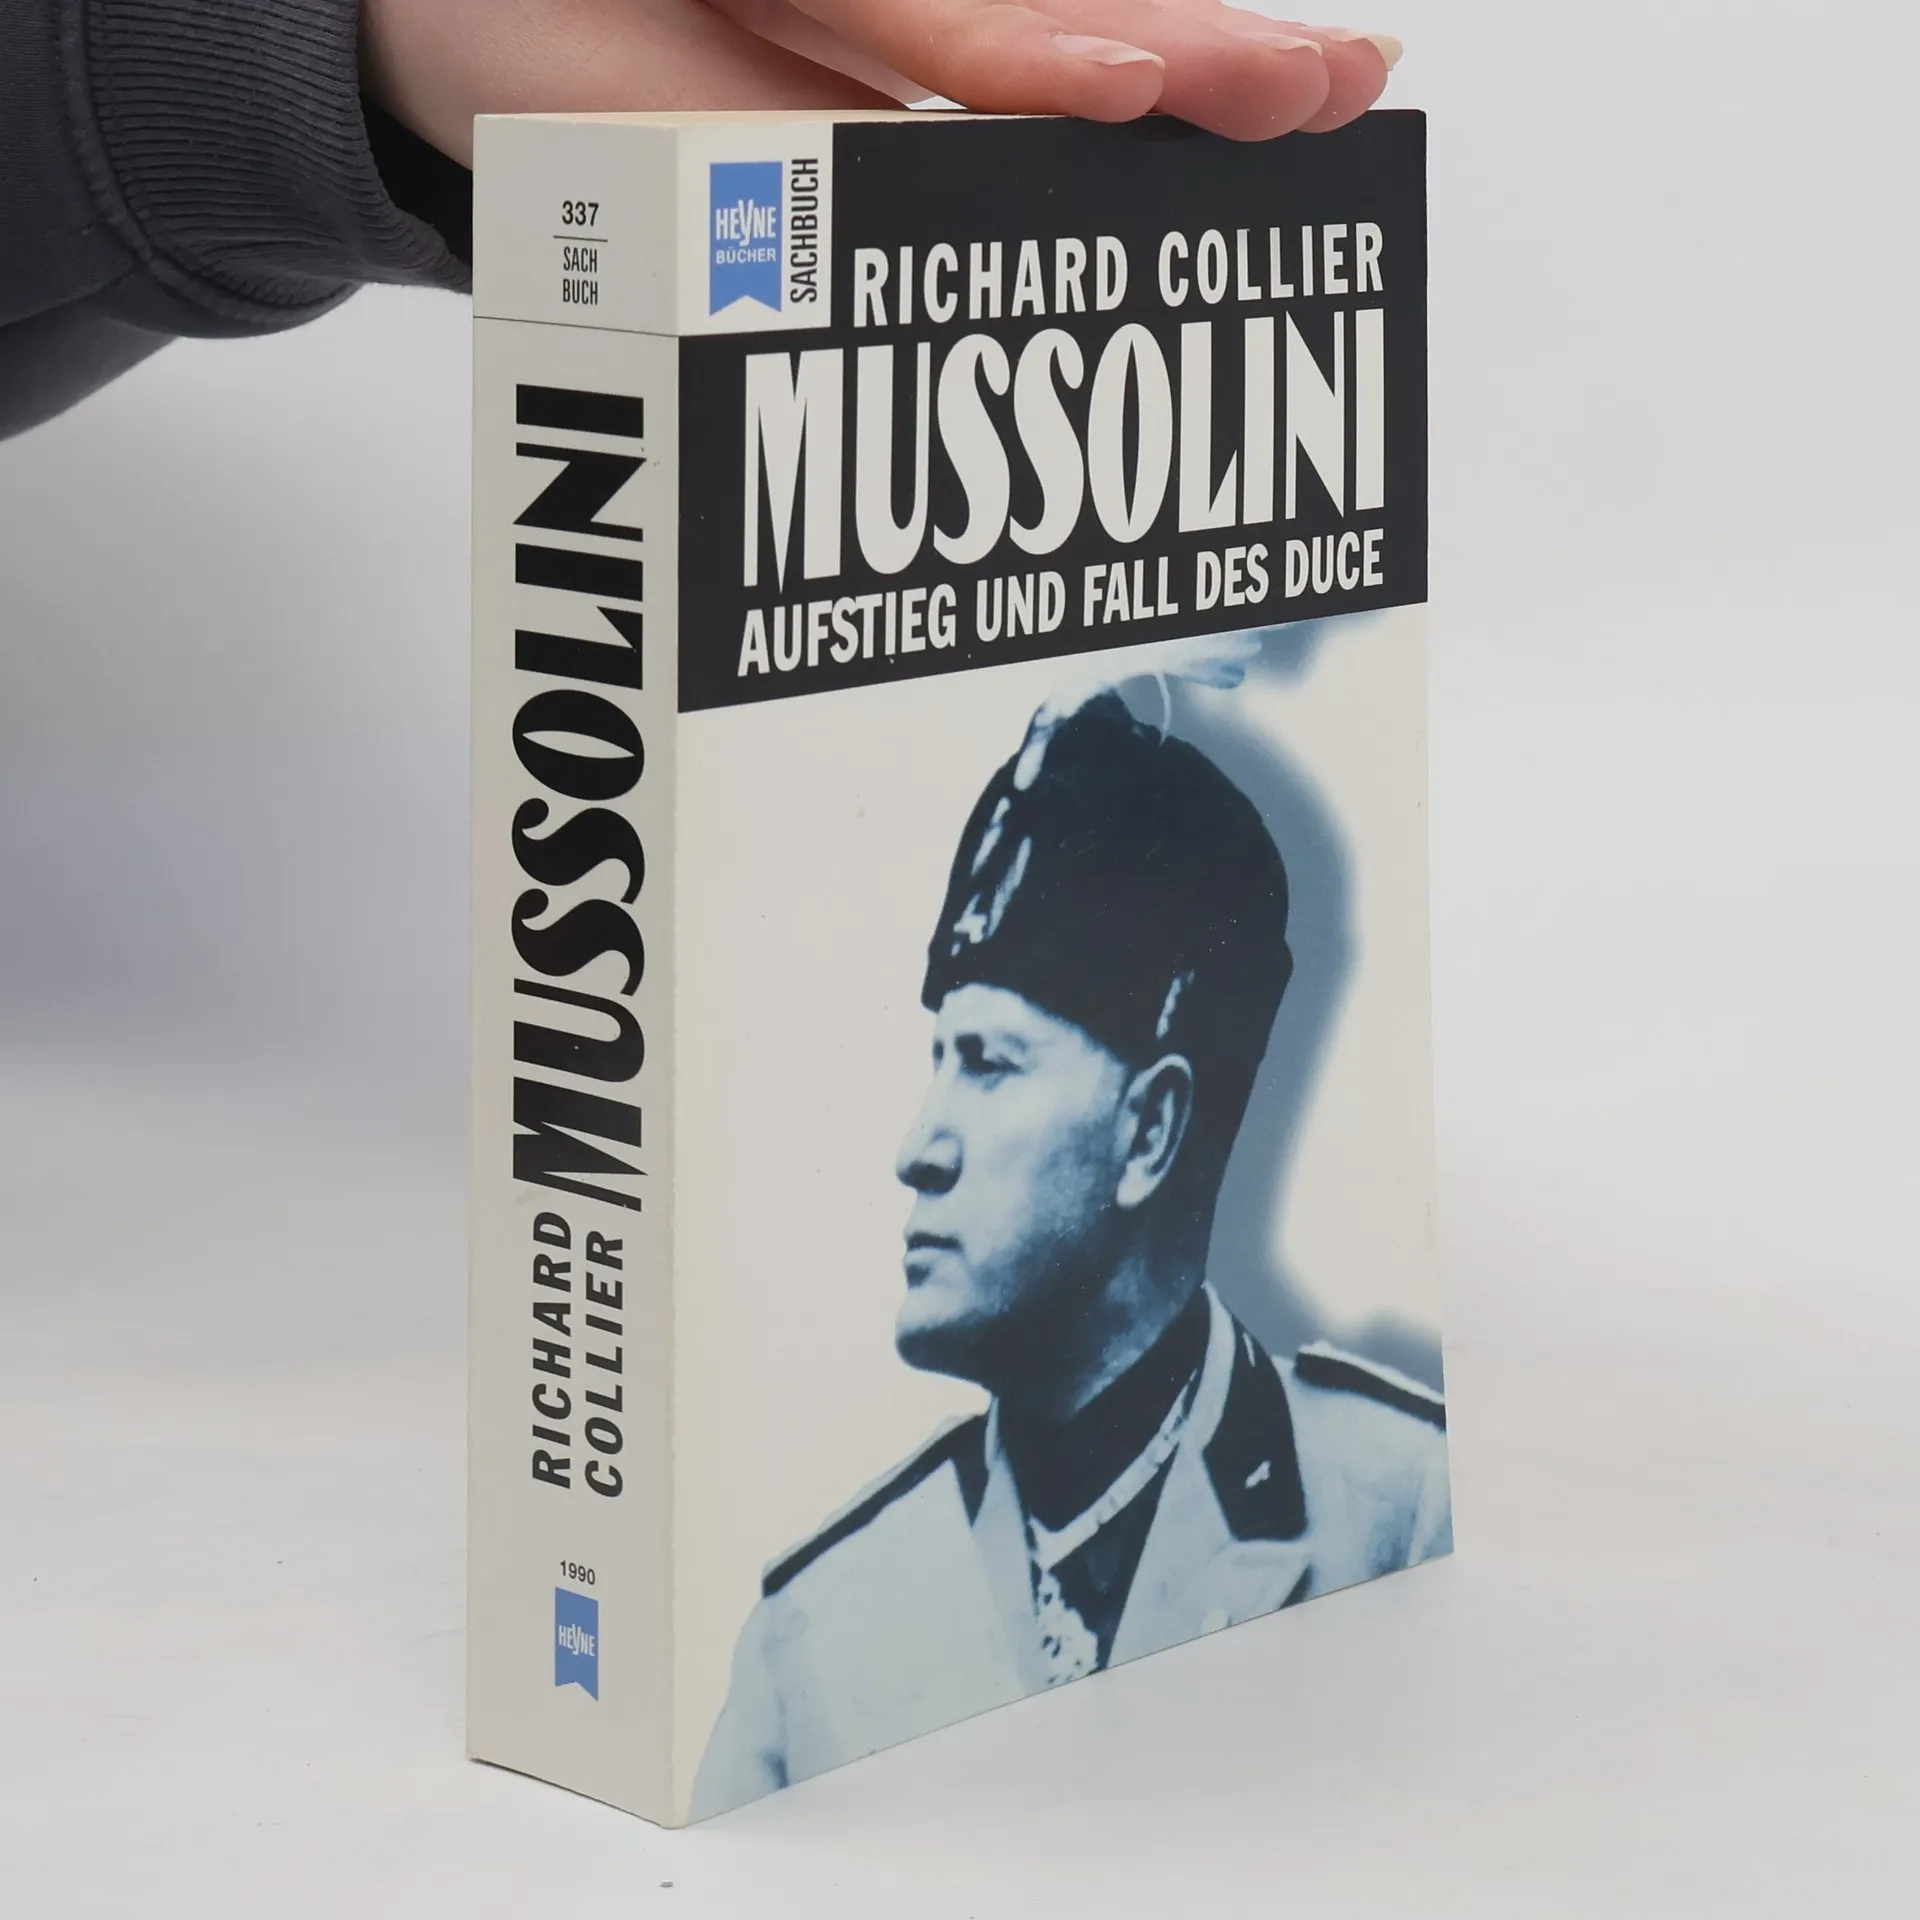 337
SACH
BUCH
MUSSOLINI
RICHARD
COLLIER
1990
HEYNE
HEYNE
BÜCHER
SACHBUCH
RICHARD COLLIER
MUSSOLINI
AUFSTIEG UND FALL DES DUCE